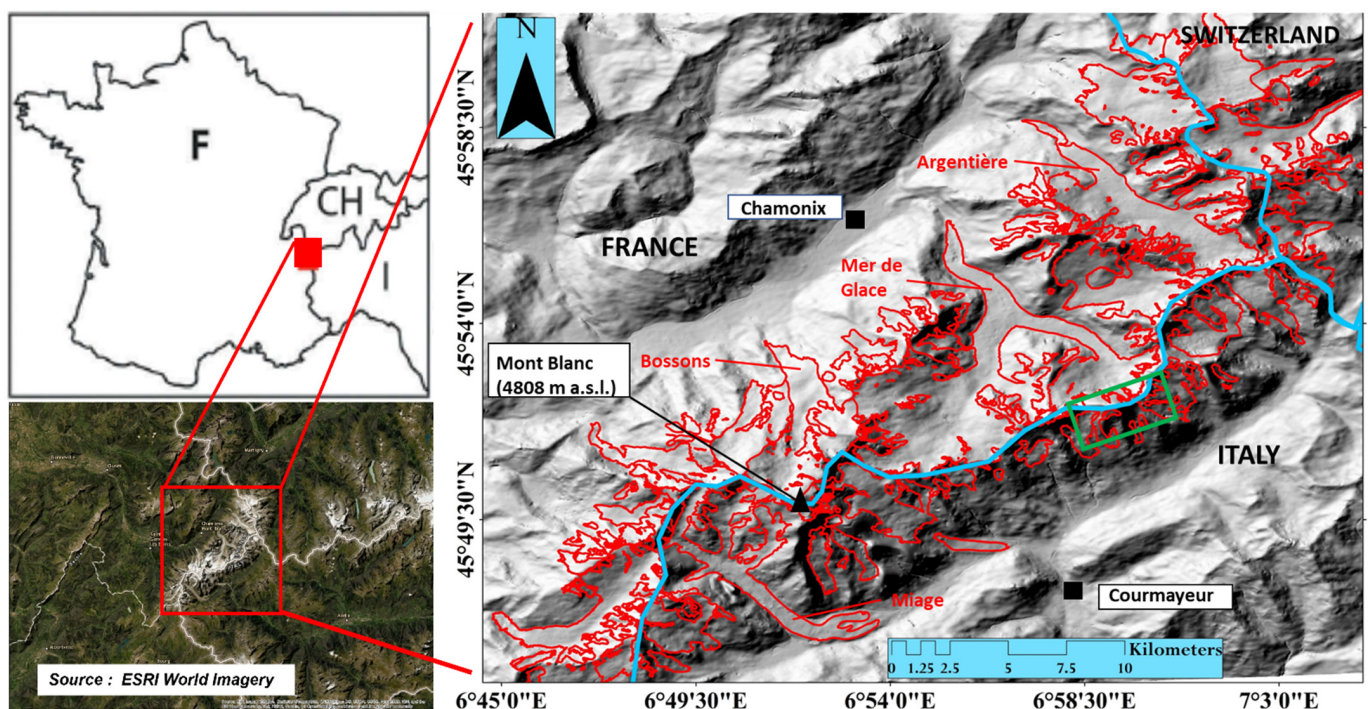 F
CH
I
Source : ESRI World Imagery
N
SWITZERLAND
Argentière
Chamonix
FRANCE
Mer de
Glace
Mont Blanc
(4808 m a.s.l.)
Bossons
ITALY
Miage
Courmayeur
Kilometers
0 1.25 2.5 5 7.5 10
45°58'30"N
45°54'0"N
45°49'30"N
6°45'0"E
6°49'30"E
6°54'0"E
6°58'30"E
7°3'0"E